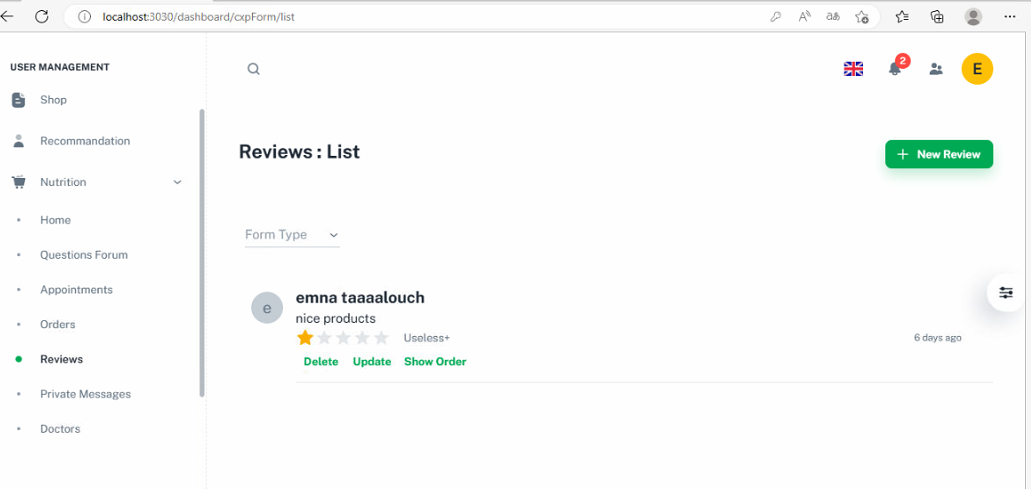 localhost:3030/dashboard/cxpForm/list
USER MANAGEMENT
Shop
Recommandation
Nutrition
Home
Questions Forum
Appointments
Orders
Reviews
Private Messages
Doctors
2
E
Reviews : List
+ New Review
Form Type
e
emna taaaalouch
nice products
Useless+
6 days ago
Delete Update Show Order